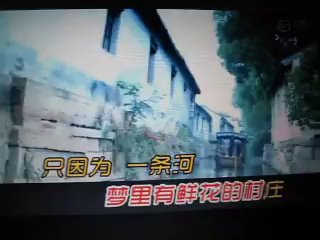 只因为 一条河
梦里有鲜花的村庄